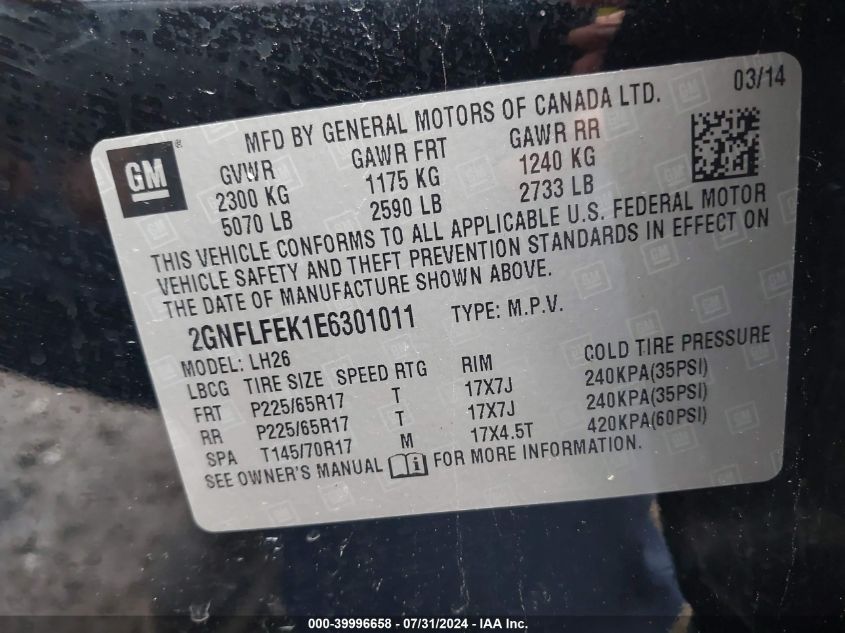 03/14
MFD BY GENERAL MOTORS OF CANADA LTD.
GM
GVWR GAWR FRT GAWR RR
2300 KG 1175 KG 1240 KG
5070 LB 2590 LB 2733 LB
THIS VEHICLE CONFORMS TO ALL APPLICABLE U.S. FEDERAL MOTOR
VEHICLE SAFETY AND THEFT PREVENTION STANDARDS IN EFFECT ON
THE DATE OF MANUFACTURE SHOWN ABOVE.
2GNFLFEK1E6301011 TYPE: M.P.V.
MODEL: LH26
LBCG TIRE SIZE SPEED RTG RIM COLD TIRE PRESSURE
FRT P225/65R17 T 17X7J 240KPA(35PSI)
RR P225/65R17 T 17X7J 240KPA(35PSI)
SPA T145/70R17 M 17X4.5T 420KPA(60PSI)
SEE OWNER'S MANUAL FOR MORE INFORMATION.
000-39996658 - 07/31/2024 - IAA, Inc.